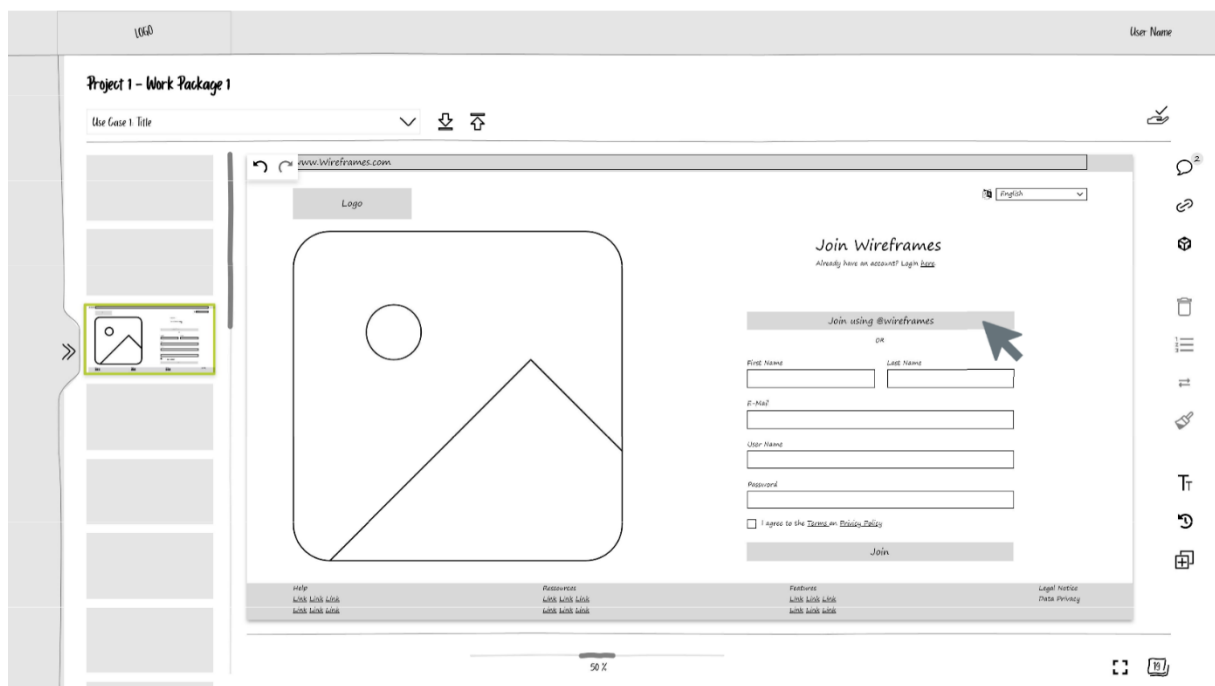 LOGO
User Name
Project 1 - Work Package 1
Use Case 1: Title
www.Wireframes.com
2
Logo
English
Join Wireframes
Already have an account? Login here
Join using @wireframes
OR
First Name Last Name
E-Mail
User Name
Password
I agree to the Terms an Privicy Policy
Join
Help Ressources Features Legal Notice
Link Link Link Link Link Link Link Link Link Data Privacy
Link Link Link Link Link Link Link Link Link
50 %
19